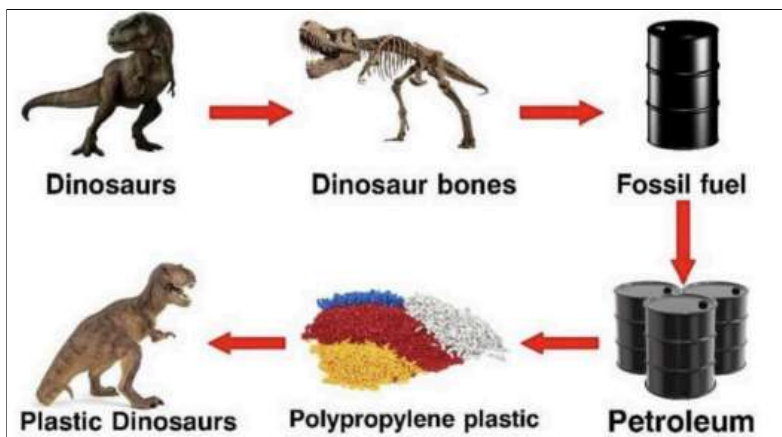 Dinosaurs
Dinosaur bones
Fossil fuel
Petroleum
Polypropylene plastic
Plastic Dinosaurs